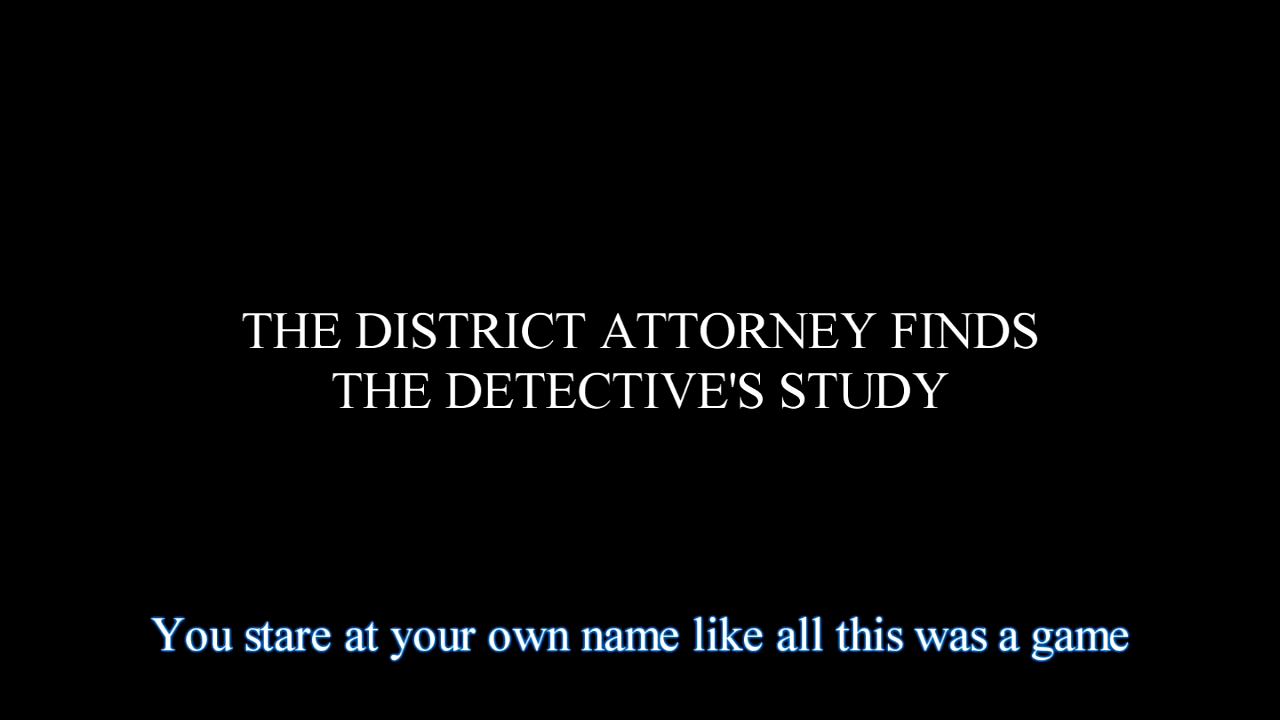 THE DISTRICT ATTORNEY FINDS
THE DETECTIVE'S STUDY
You stare at your own name like all this was a game